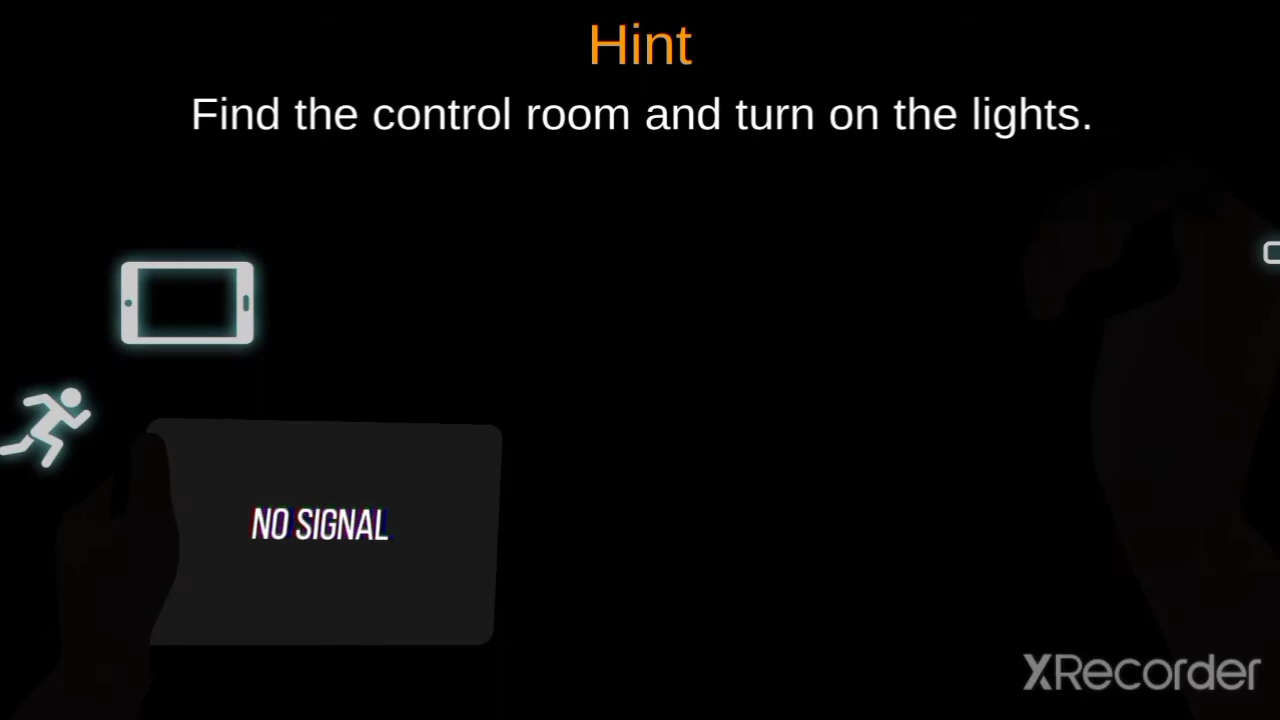 Hint
Find the control room and turn on the lights.
NO SIGNAL
XRecorder